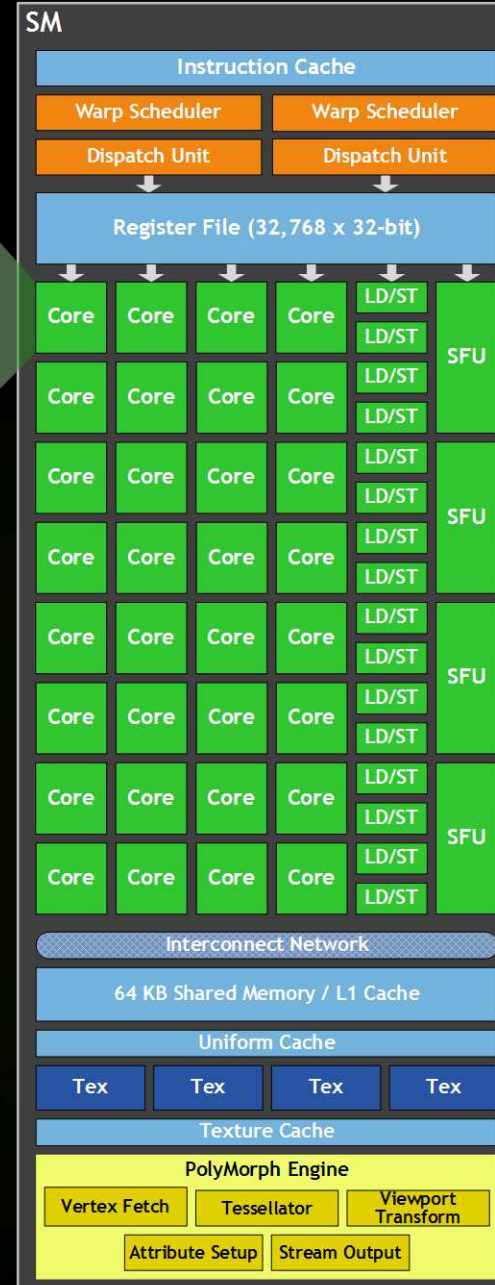 SM
Instruction Cache
Warp Scheduler Warp Scheduler
Dispatch Unit Dispatch Unit
Register File (32,768 x 32-bit)
Core Core Core Core LD/ST SFU
LD/ST
Core Core Core Core LD/ST
LD/ST
Core Core Core Core LD/ST SFU
LD/ST
Core Core Core Core LD/ST
LD/ST
Core Core Core Core LD/ST SFU
LD/ST
Core Core Core Core LD/ST
LD/ST
Core Core Core Core LD/ST SFU
LD/ST
Core Core Core Core LD/ST
LD/ST
Interconnect Network
64 KB Shared Memory / L1 Cache
Uniform Cache
Tex Tex Tex Tex
Texture Cache
PolyMorph Engine
Vertex Fetch Tessellator Viewport
Transform
Attribute Setup Stream Output